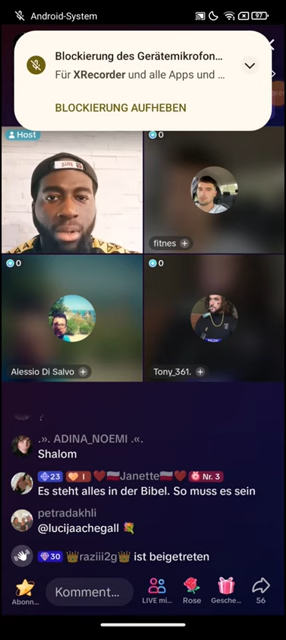 Android-System
97
Blockierung des Gerätemikrofon…
Für XRecorder und alle Apps und …
BLOCKIERUNG AUFHEBEN
Host
0
fitnes
0
Alessio Di Salvo
0
Tony_361.
.». ADINA_NOEMI .«.
Shalom
23 I ❤️🇵🇱Janette🇵🇱❤️ Nr. 3
Es steht alles in der Bibel. So muss es sein
petradakhli
@lucijaachegall 💐
30 👑raziii2g👑 ist beigetreten
Abonn...
Komment...
LIVE mi...
Rose
Gesche...
56